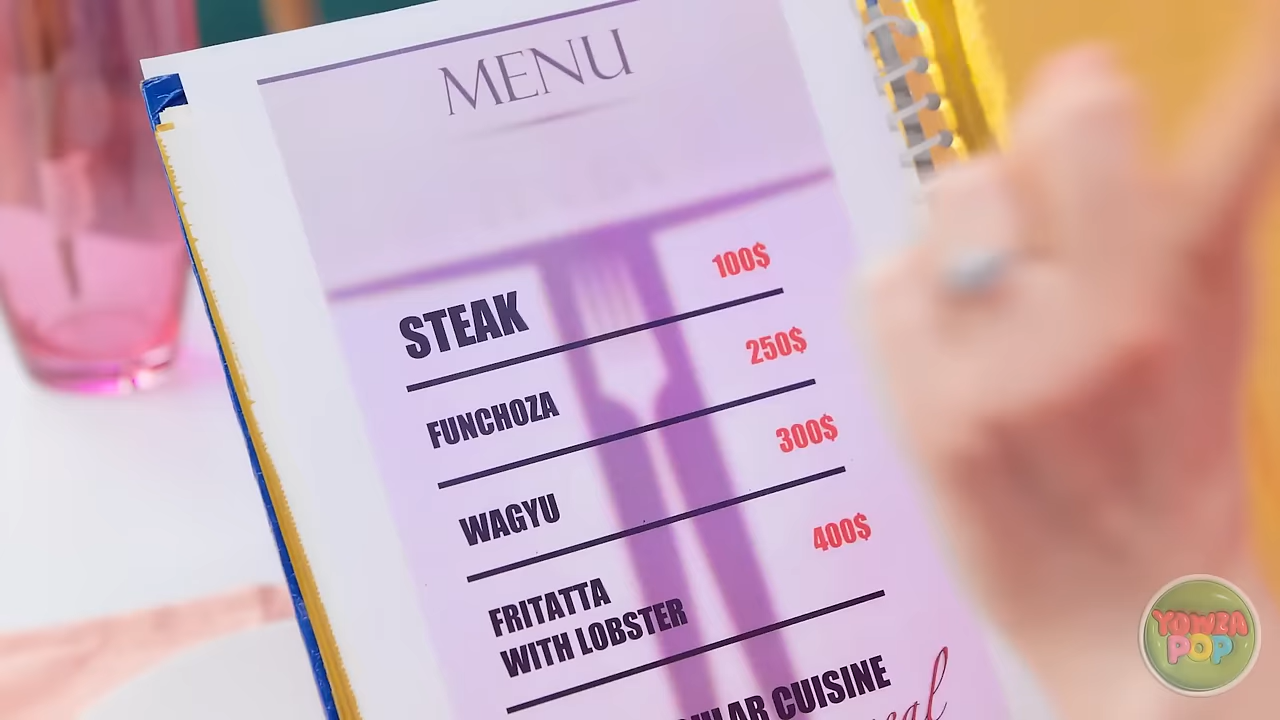 MENU
STEAK 100$
FUNCHOZA 250$
WAGYU 300$
FRITATTA 400$
WITH LOBSTER
CUISINE
YOWZA
POP